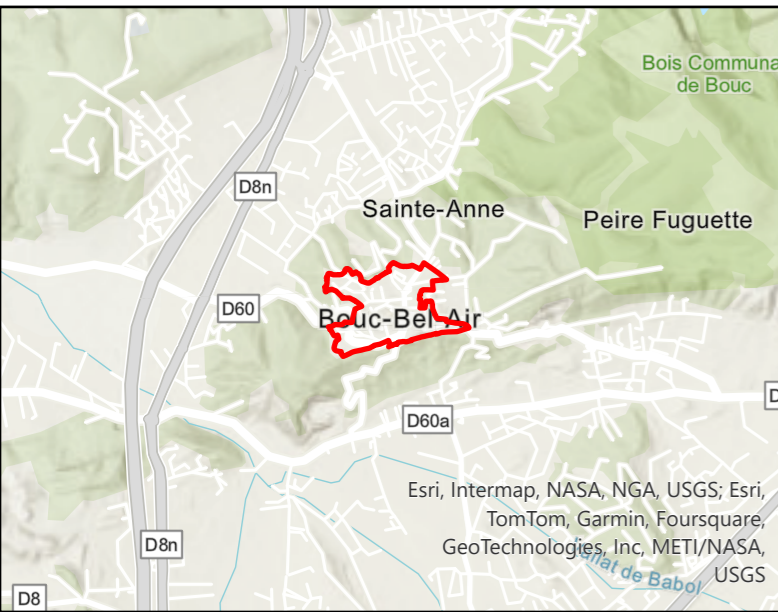 Bois Communa
de Bouc
D8n
Sainte-Anne
Peire Fuguette
D60
Bouc-Bel-Air
D
D60a
Esri, Intermap, NASA, NGA, USGS; Esri,
TomTom, Garmin, Foursquare,
GeoTechnologies, Inc, METI/NASA,
USGS
D8n
de Babol
D8